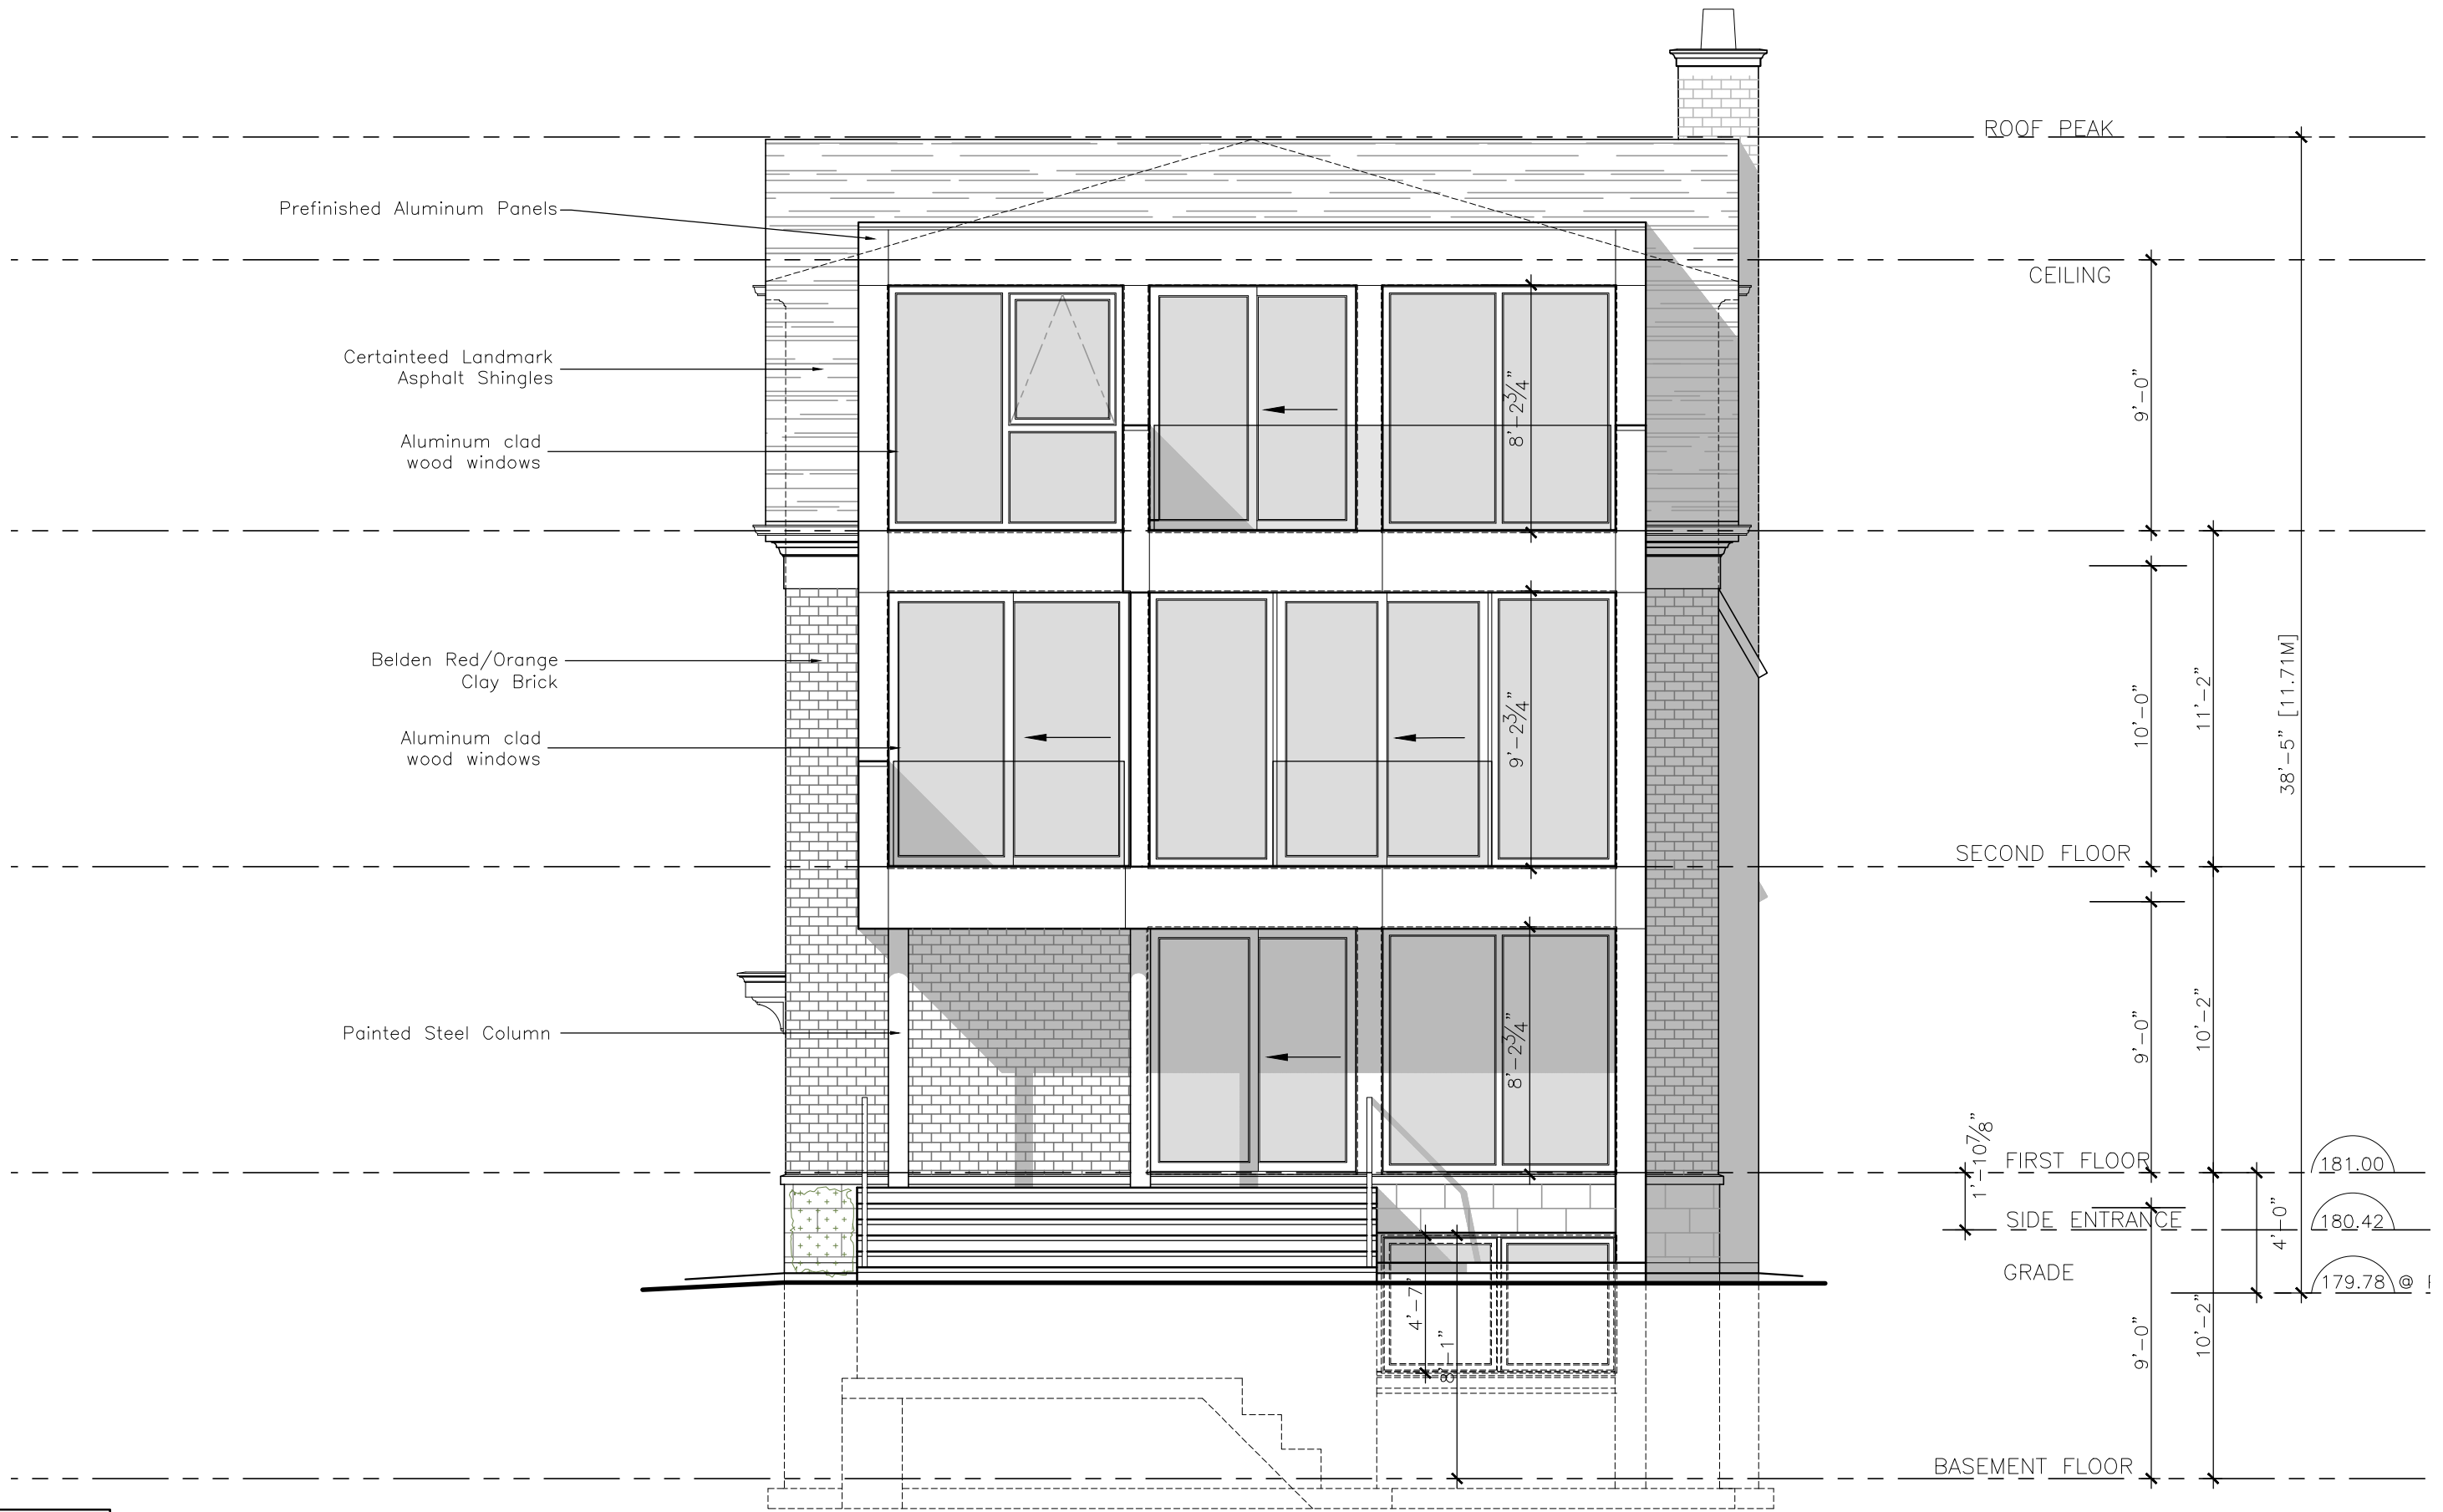 ROOF PEAK
Prefinished Aluminum Panels
CEILING
Certainteed Landmark
Asphalt Shingles
Aluminum clad
wood windows
8'-2¾"
9'-0"
Belden Red/Orange
Clay Brick
Aluminum clad
wood windows
9'-2¾"
10'-0"
11'-2"
38'-5" [11.71M]
SECOND FLOOR
Painted Steel Column
8'-2¾"
9'-0"
10'-2"
1'-10⅞"
FIRST FLOOR
181.00
SIDE ENTRANCE
180.42
4'-0"
GRADE
179.78 @
4'-7"
8'-1"
9'-0"
10'-2"
BASEMENT FLOOR